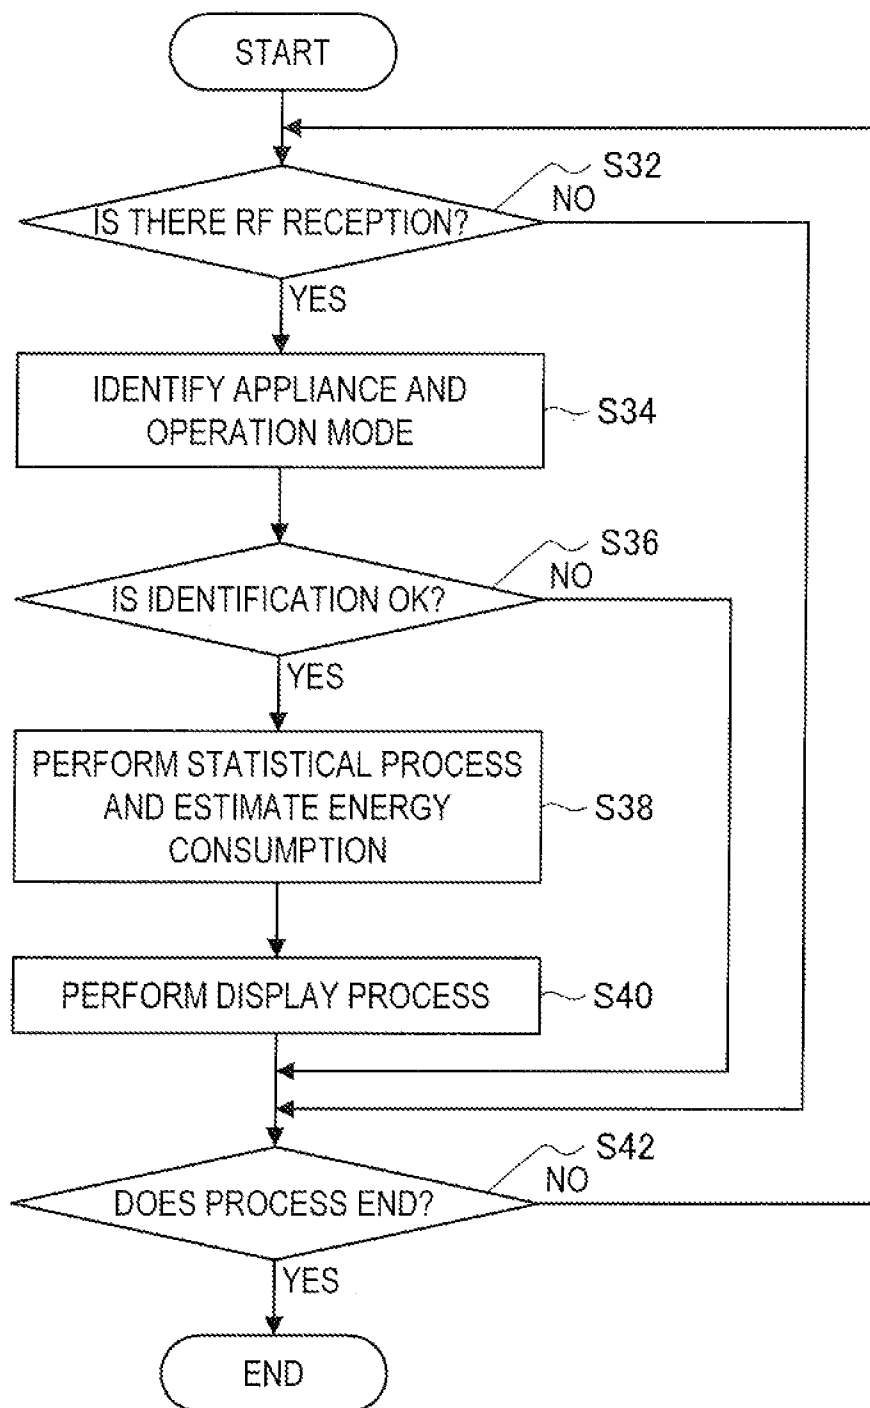 START
S32
NO
IS THERE RF RECEPTION?
YES
IDENTIFY APPLIANCE AND
OPERATION MODE
S34
S36
NO
IS IDENTIFICATION OK?
YES
PERFORM STATISTICAL PROCESS
AND ESTIMATE ENERGY
CONSUMPTION
S38
PERFORM DISPLAY PROCESS
S40
S42
NO
DOES PROCESS END?
YES
END